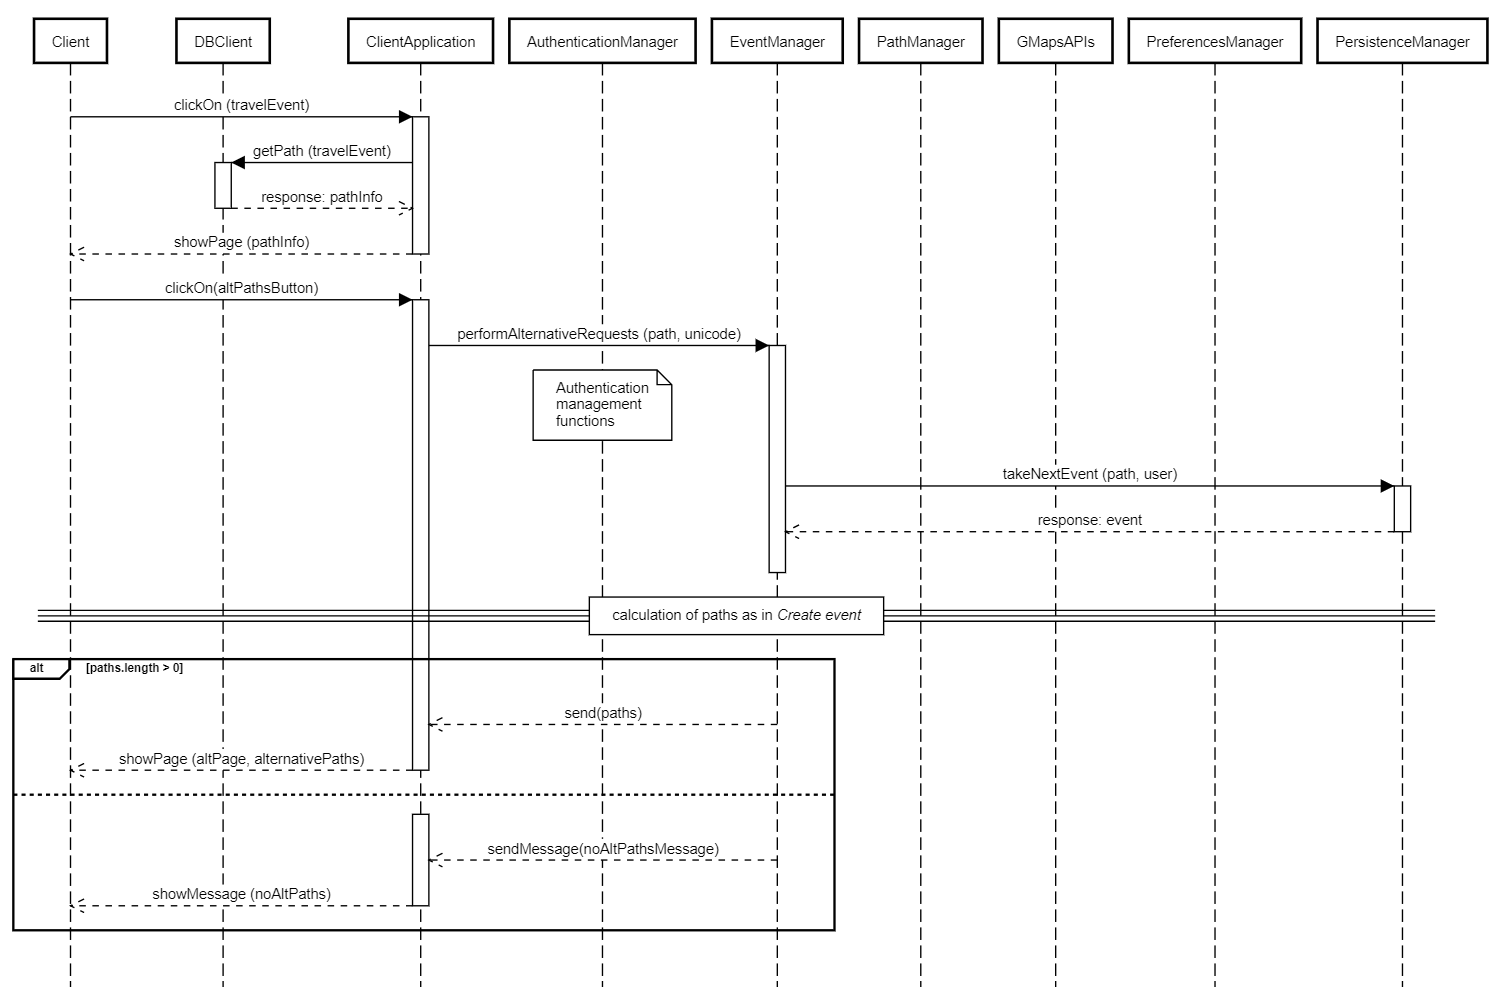 Client
DBClient
ClientApplication
AuthenticationManager
EventManager
PathManager
GMapsAPIs
PreferencesManager
PersistenceManager
clickOn (travelEvent)
getPath (travelEvent)
response: pathInfo
showPage (pathInfo)
clickOn(altPathsButton)
performAlternativeRequests (path, unicode)
Authentication
management
functions
takeNextEvent (path, user)
response: event
calculation of paths as in Create event
alt
[paths.length > 0]
send(paths)
showPage (altPage, alternativePaths)
sendMessage(noAltPathsMessage)
showMessage (noAltPaths)